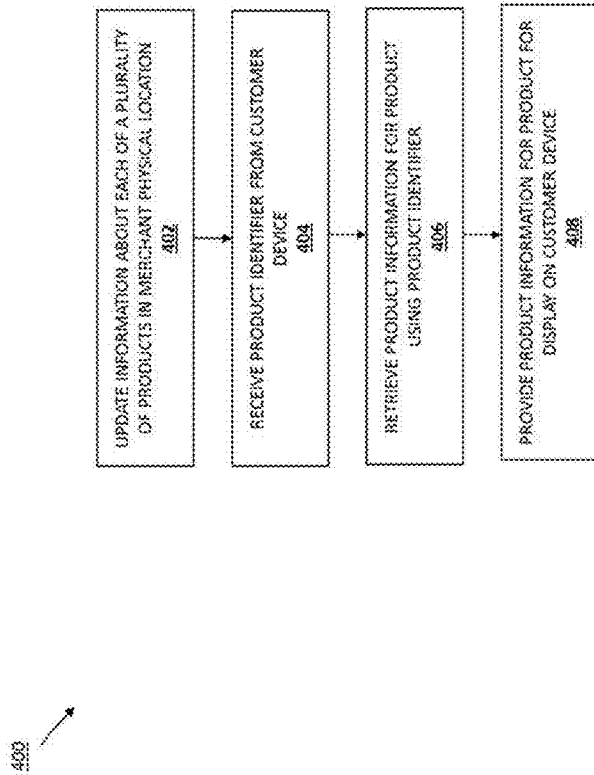 400
UPDATE INFORMATION ABOUT EACH OF A PLURALITY
OF PRODUCTS IN MERCHANT PHYSICAL LOCATION
402
RECEIVE PRODUCT IDENTIFIER FROM CUSTOMER
DEVICE
404
RETRIEVE PRODUCT INFORMATION FOR PRODUCT
USING PRODUCT IDENTIFIER
406
PROVIDE PRODUCT INFORMATION FOR PRODUCT FOR
DISPLAY ON CUSTOMER DEVICE
408